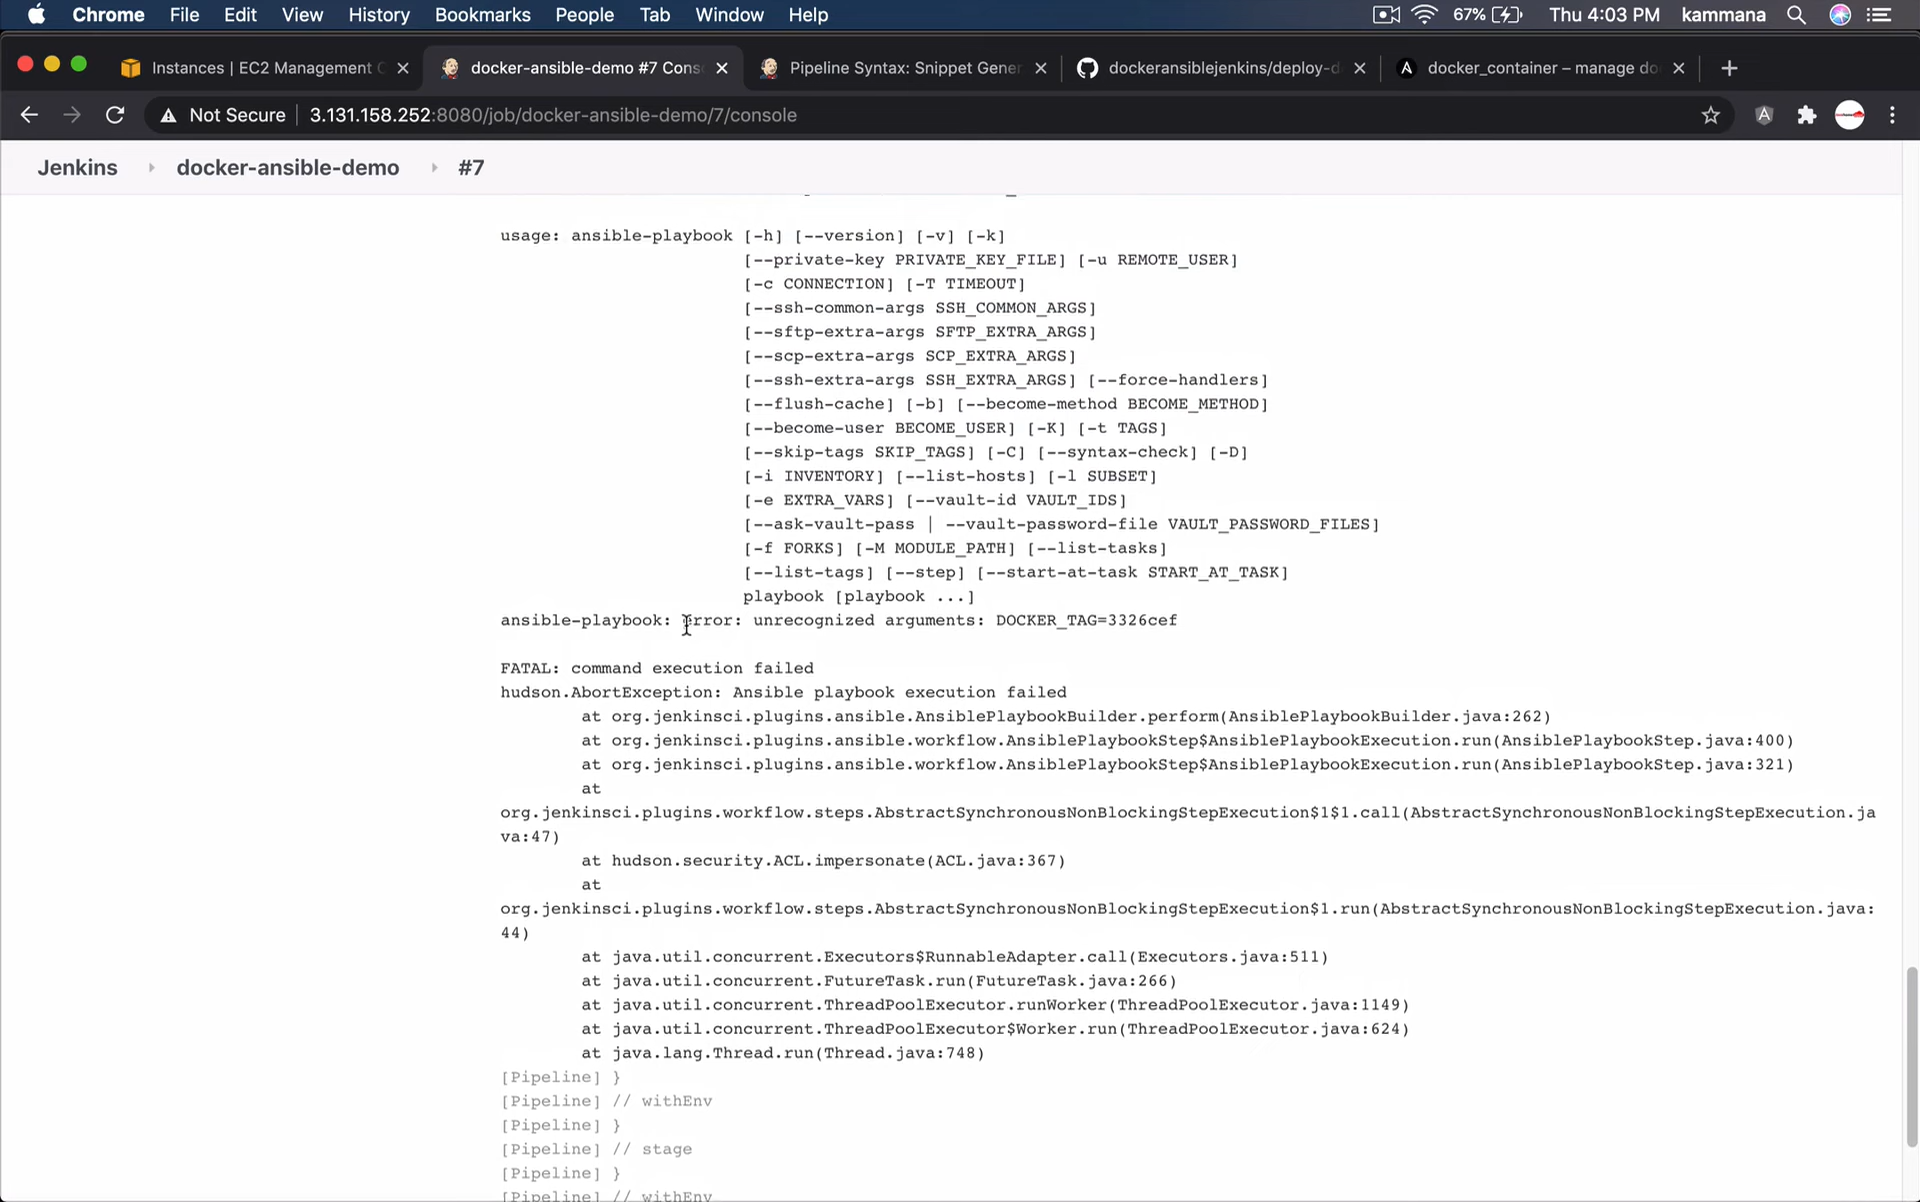 Chrome File Edit View History Bookmarks People Tab Window Help 67% Thu 4:03 PM kammana
Instances | EC2 Management C docker-ansible-demo #7 Cons Pipeline Syntax: Snippet Gener dockeransiblejenkins/deploy-d docker_container – manage do
Not Secure 3.131.158.252:8080/job/docker-ansible-demo/7/console
Jenkins docker-ansible-demo #7
usage: ansible-playbook [-h] [--version] [-v] [-k]
[--private-key PRIVATE_KEY_FILE] [-u REMOTE_USER]
[-c CONNECTION] [-T TIMEOUT]
[--ssh-common-args SSH_COMMON_ARGS]
[--sftp-extra-args SFTP_EXTRA_ARGS]
[--scp-extra-args SCP_EXTRA_ARGS]
[--ssh-extra-args SSH_EXTRA_ARGS] [--force-handlers]
[--flush-cache] [-b] [--become-method BECOME_METHOD]
[--become-user BECOME_USER] [-K] [-t TAGS]
[--skip-tags SKIP_TAGS] [-C] [--syntax-check] [-D]
[-i INVENTORY] [--list-hosts] [-l SUBSET]
[-e EXTRA_VARS] [--vault-id VAULT_IDS]
[--ask-vault-pass | --vault-password-file VAULT_PASSWORD_FILES]
[-f FORKS] [-M MODULE_PATH] [--list-tasks]
[--list-tags] [--step] [--start-at-task START_AT_TASK]
playbook [playbook ...]
ansible-playbook: error: unrecognized arguments: DOCKER_TAG=3326cef
FATAL: command execution failed
hudson.AbortException: Ansible playbook execution failed
at org.jenkinsci.plugins.ansible.AnsiblePlaybookBuilder.perform(AnsiblePlaybookBuilder.java:262)
at org.jenkinsci.plugins.ansible.workflow.AnsiblePlaybookStep$AnsiblePlaybookExecution.run(AnsiblePlaybookStep.java:400)
at org.jenkinsci.plugins.ansible.workflow.AnsiblePlaybookStep$AnsiblePlaybookExecution.run(AnsiblePlaybookStep.java:321)
at
org.jenkinsci.plugins.workflow.steps.AbstractSynchronousNonBlockingStepExecution$1$1.call(AbstractSynchronousNonBlockingStepExecution.ja
va:47)
at hudson.security.ACL.impersonate(ACL.java:367)
at
org.jenkinsci.plugins.workflow.steps.AbstractSynchronousNonBlockingStepExecution$1.run(AbstractSynchronousNonBlockingStepExecution.java:
44)
at java.util.concurrent.Executors$RunnableAdapter.call(Executors.java:511)
at java.util.concurrent.FutureTask.run(FutureTask.java:266)
at java.util.concurrent.ThreadPoolExecutor.runWorker(ThreadPoolExecutor.java:1149)
at java.util.concurrent.ThreadPoolExecutor$Worker.run(ThreadPoolExecutor.java:624)
at java.lang.Thread.run(Thread.java:748)
[Pipeline] }
[Pipeline] // withEnv
[Pipeline] }
[Pipeline] // stage
[Pipeline] }
[Pipeline] // withEnv